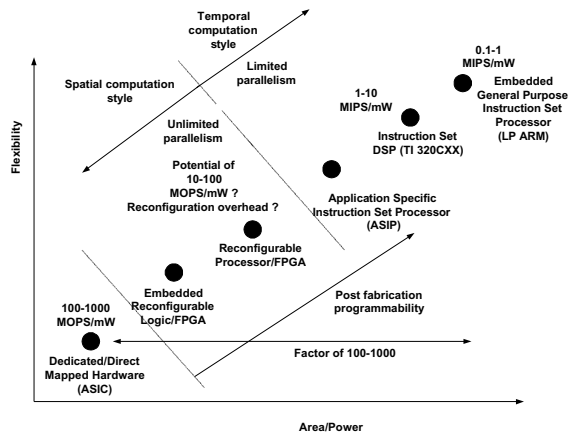 Temporal
computation
style
0.1-1
MIPS/mW
Spatial computation
style
Limited
parallelism
1-10
MIPS/mW
Embedded
General Purpose
Instruction Set
Processor
(LP ARM)
Flexibility
Unlimited
parallelism
Instruction Set
DSP (TI 320CXX)
Potential of
10-100
MOPS/mW ?
Reconfiguration overhead ?
Application Specific
Instruction Set Processor
(ASIP)
Reconfigurable
Processor/FPGA
Embedded
Reconfigurable
Logic/FPGA
Post fabrication
programmability
100-1000
MOPS/mW
Factor of 100-1000
Dedicated/Direct
Mapped Hardware
(ASIC)
Area/Power